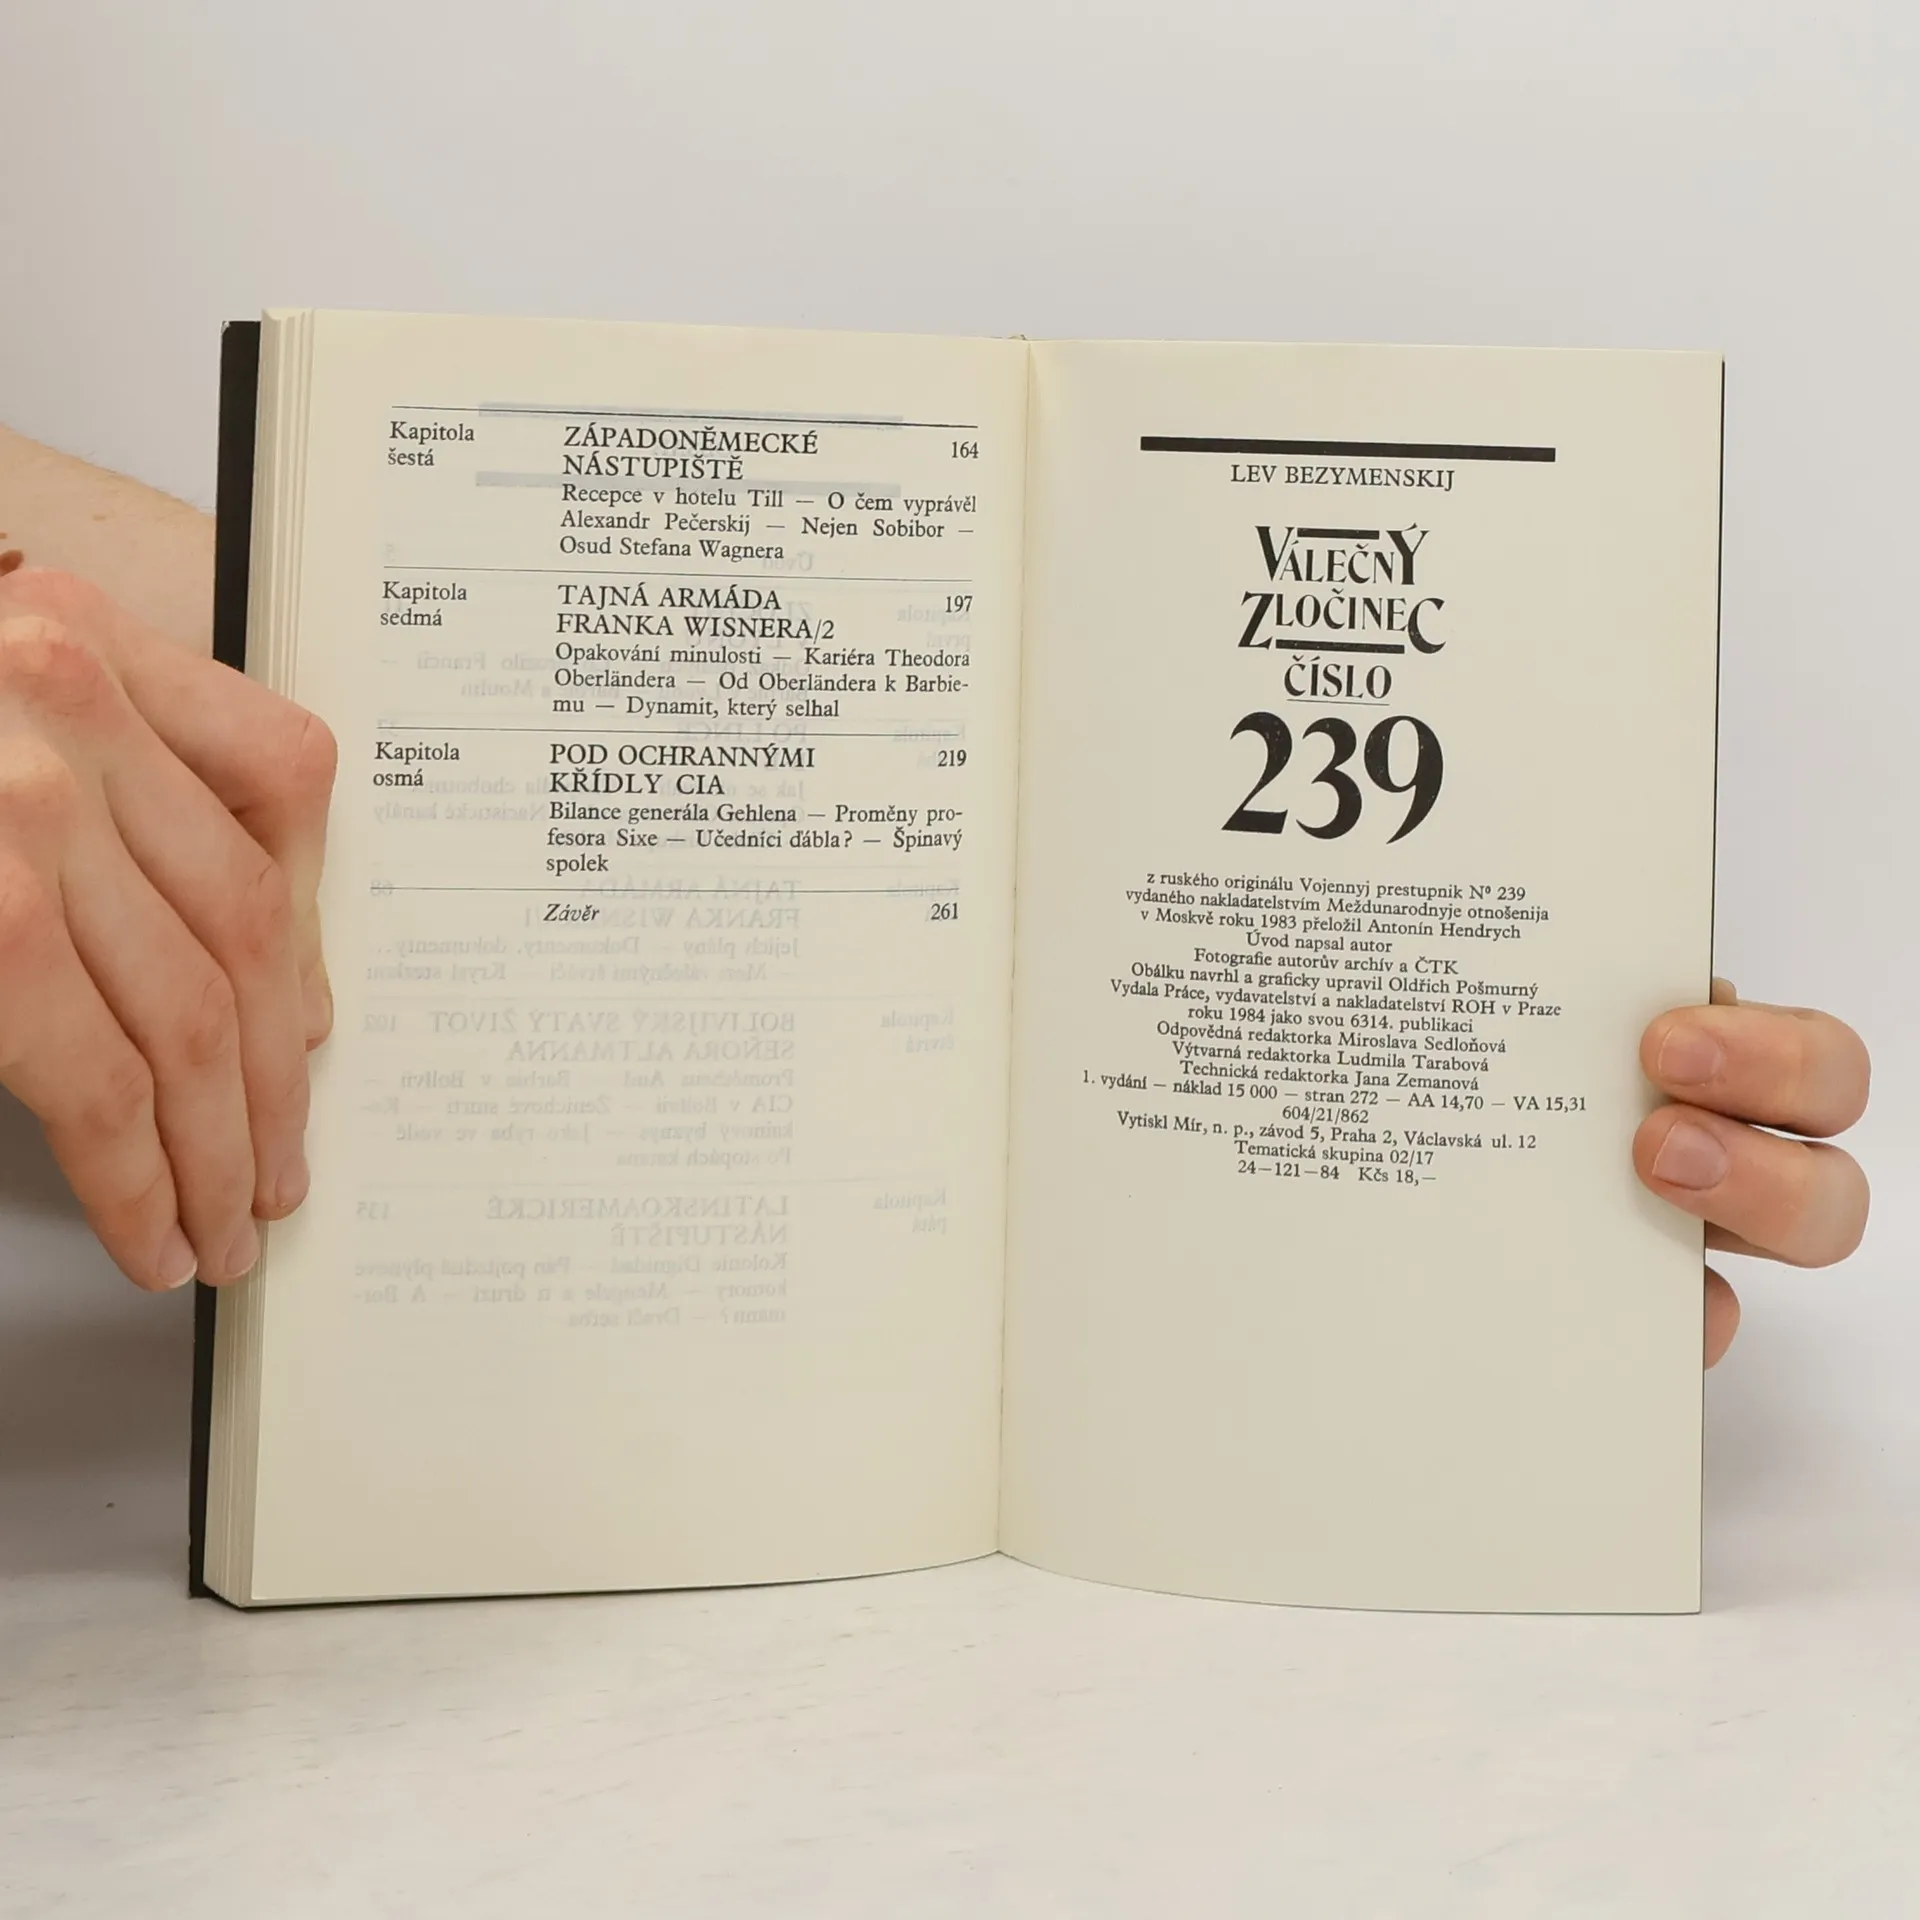 Kapitola šestá
ZÁPADONĚMECKÉ 164
NÁSTUPIŠTĚ
Recepce v hotelu Till — O čem vyprávěl
Alexandr Pečerskij — Nejen Sobibor —
Osud Stefana Wagnera
Kapitola sedmá
TAJNÁ ARMÁDA 197
FRANKA WISNERA/2
Opakování minulosti — Kariéra Theodora
Oberländera — Od Oberländera k Barbie-
mu — Dynamit, který selhal
Kapitola osmá
POD OCHRANNÝMI 219
KŘÍDLY CIA
Bilance generála Gehlena — Proměny pro-
fesora Sixe — Učedníci ďábla? — Špinavý
spolek
Závěr 261
LEV BEZYMENSKIJ
VÁLEČNÝ
ZLOČINEC
ČÍSLO
239
z ruského originálu Vojennyj prestupnik Nº 239
vydaného nakladatelstvím Meždunarodnyje otnošenija
v Moskvě roku 1983 přeložil Antonín Hendrych
Úvod napsal autor
Fotografie autorův archív a ČTK
Obálku navrhl a graficky upravil Oldřich Pošmurný
Vydala Práce, vydavatelství a nakladatelství ROH v Praze
roku 1984 jako svou 6314. publikaci
Odpovědná redaktorka Miroslava Sedloňová
Výtvarná redaktorka Ludmila Tarabová
Technická redaktorka Jana Zemanová
1. vydání — náklad 15 000 — stran 272 — AA 14,70 — VA 15,31
604/21/862
Vytiskl Mír, n. p., závod 5, Praha 2, Václavská ul. 12
Tematická skupina 02/17
24—121—84 Kčs 18,—